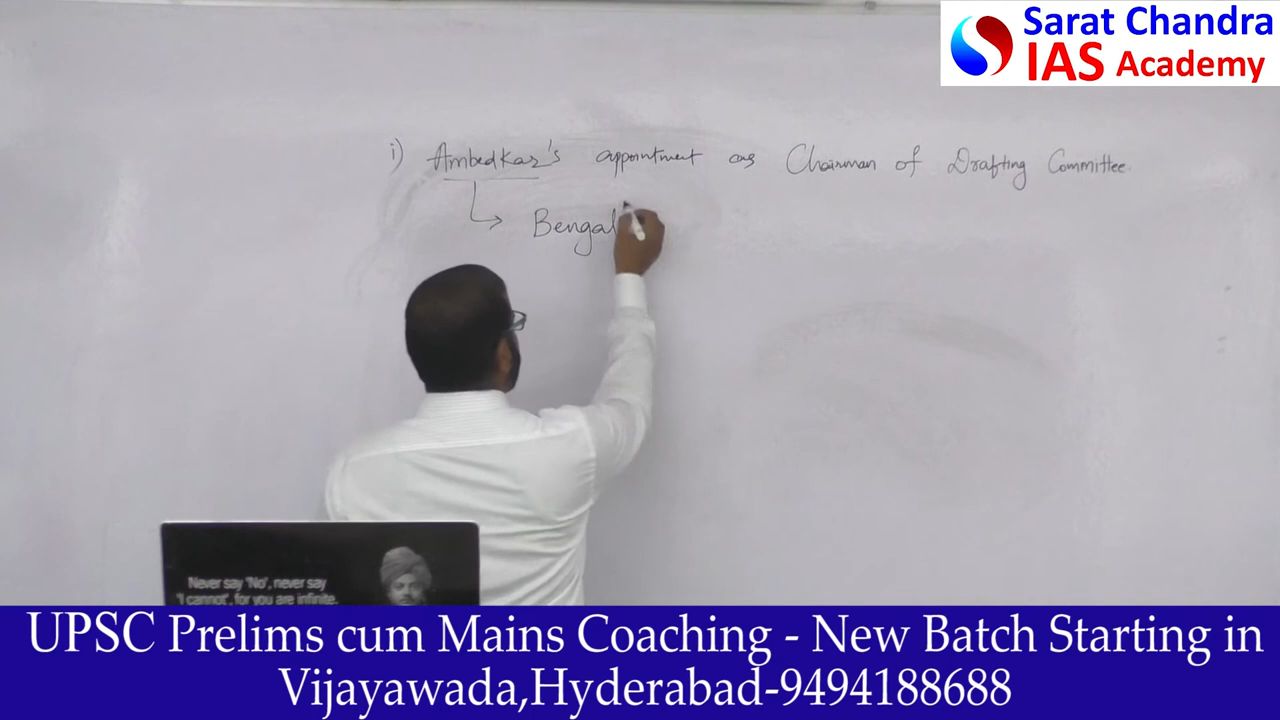 Sarat Chandra
IAS Academy
i) Ambedkar's appointment as Chairman of Drafting Committee.
Bengal
Never say 'No', never say
'I cannot', for you are infinite.
UPSC Prelims cum Mains Coaching - New Batch Starting in
Vijayawada,Hyderabad-9494188688